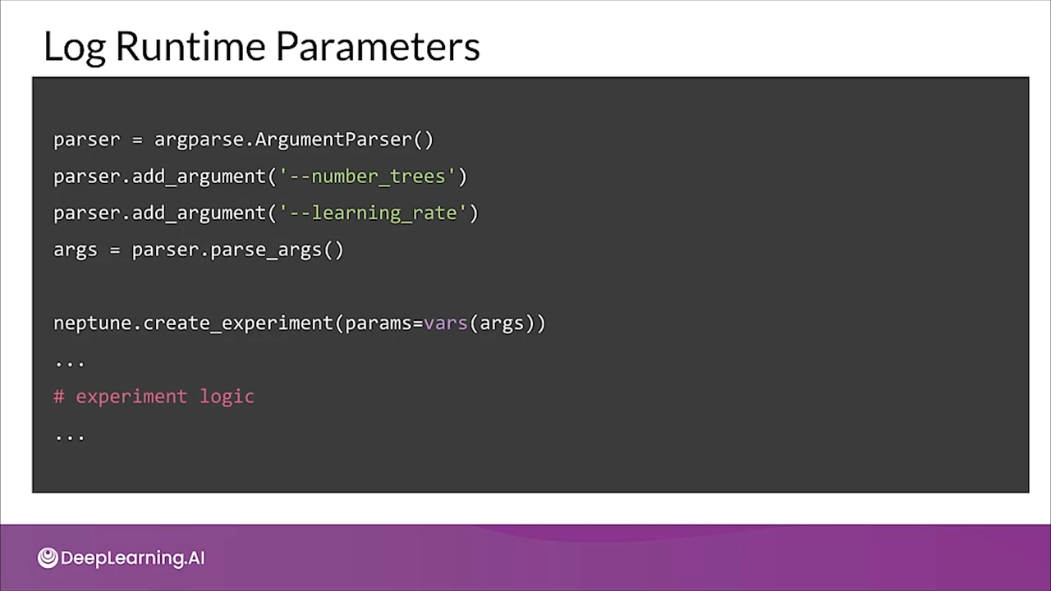 Log Runtime Parameters
parser = argparse.ArgumentParser()
parser.add_argument('--number_trees')
parser.add_argument('--learning_rate')
args = parser.parse_args()
neptune.create_experiment(params=vars(args))
...
# experiment logic
...
DeepLearning.AI